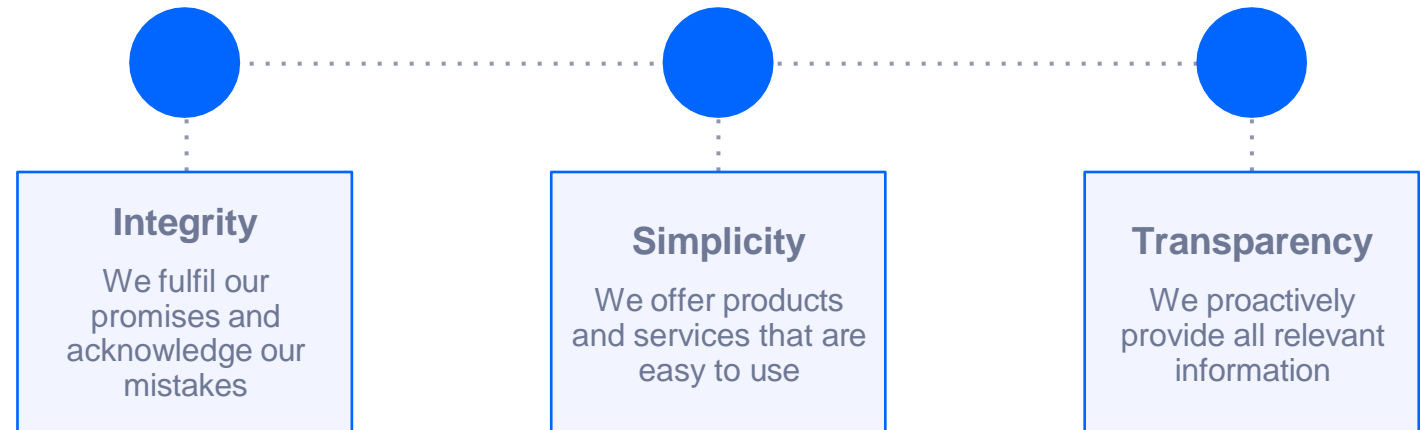 Integrity
We fulfil our
promises and
acknowledge our
mistakes
Simplicity
We offer products
and services that are
easy to use
Transparency
We proactively
provide all relevant
information